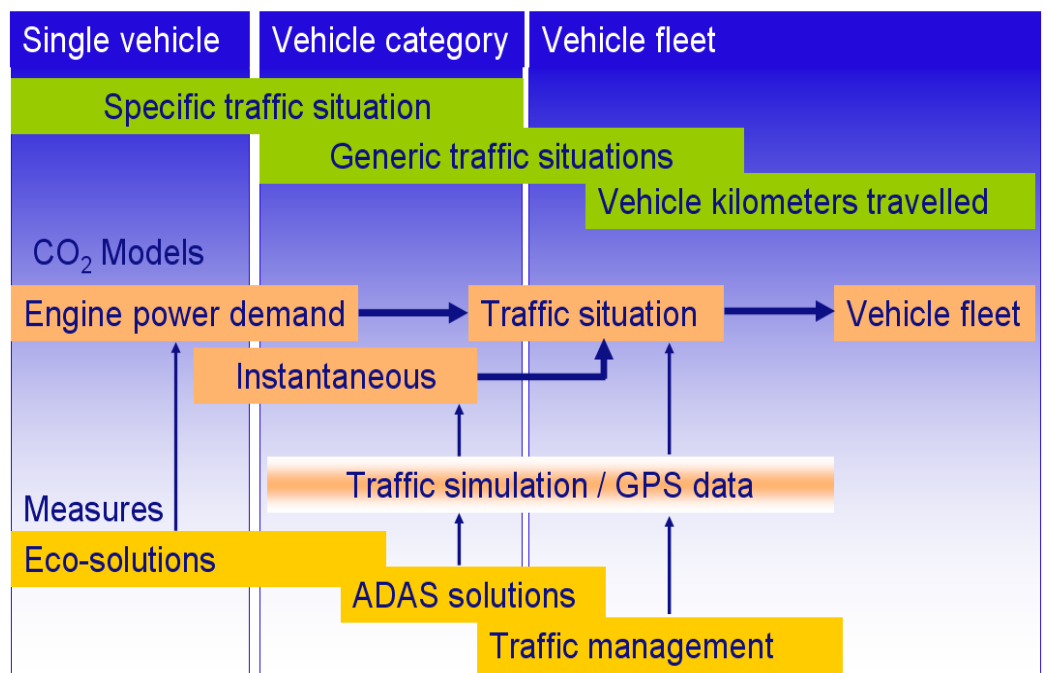 Single vehicle
Vehicle category
Vehicle fleet
Specific traffic situation
Generic traffic situations
Vehicle kilometers travelled
CO₂ Models
Engine power demand
Traffic situation
Vehicle fleet
Instantaneous
Traffic simulation / GPS data
Measures
Eco-solutions
ADAS solutions
Traffic management